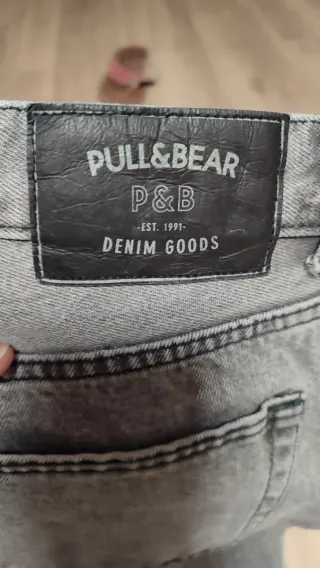 PULL&BEAR
P&B
-EST. 1991-
DENIM GOODS